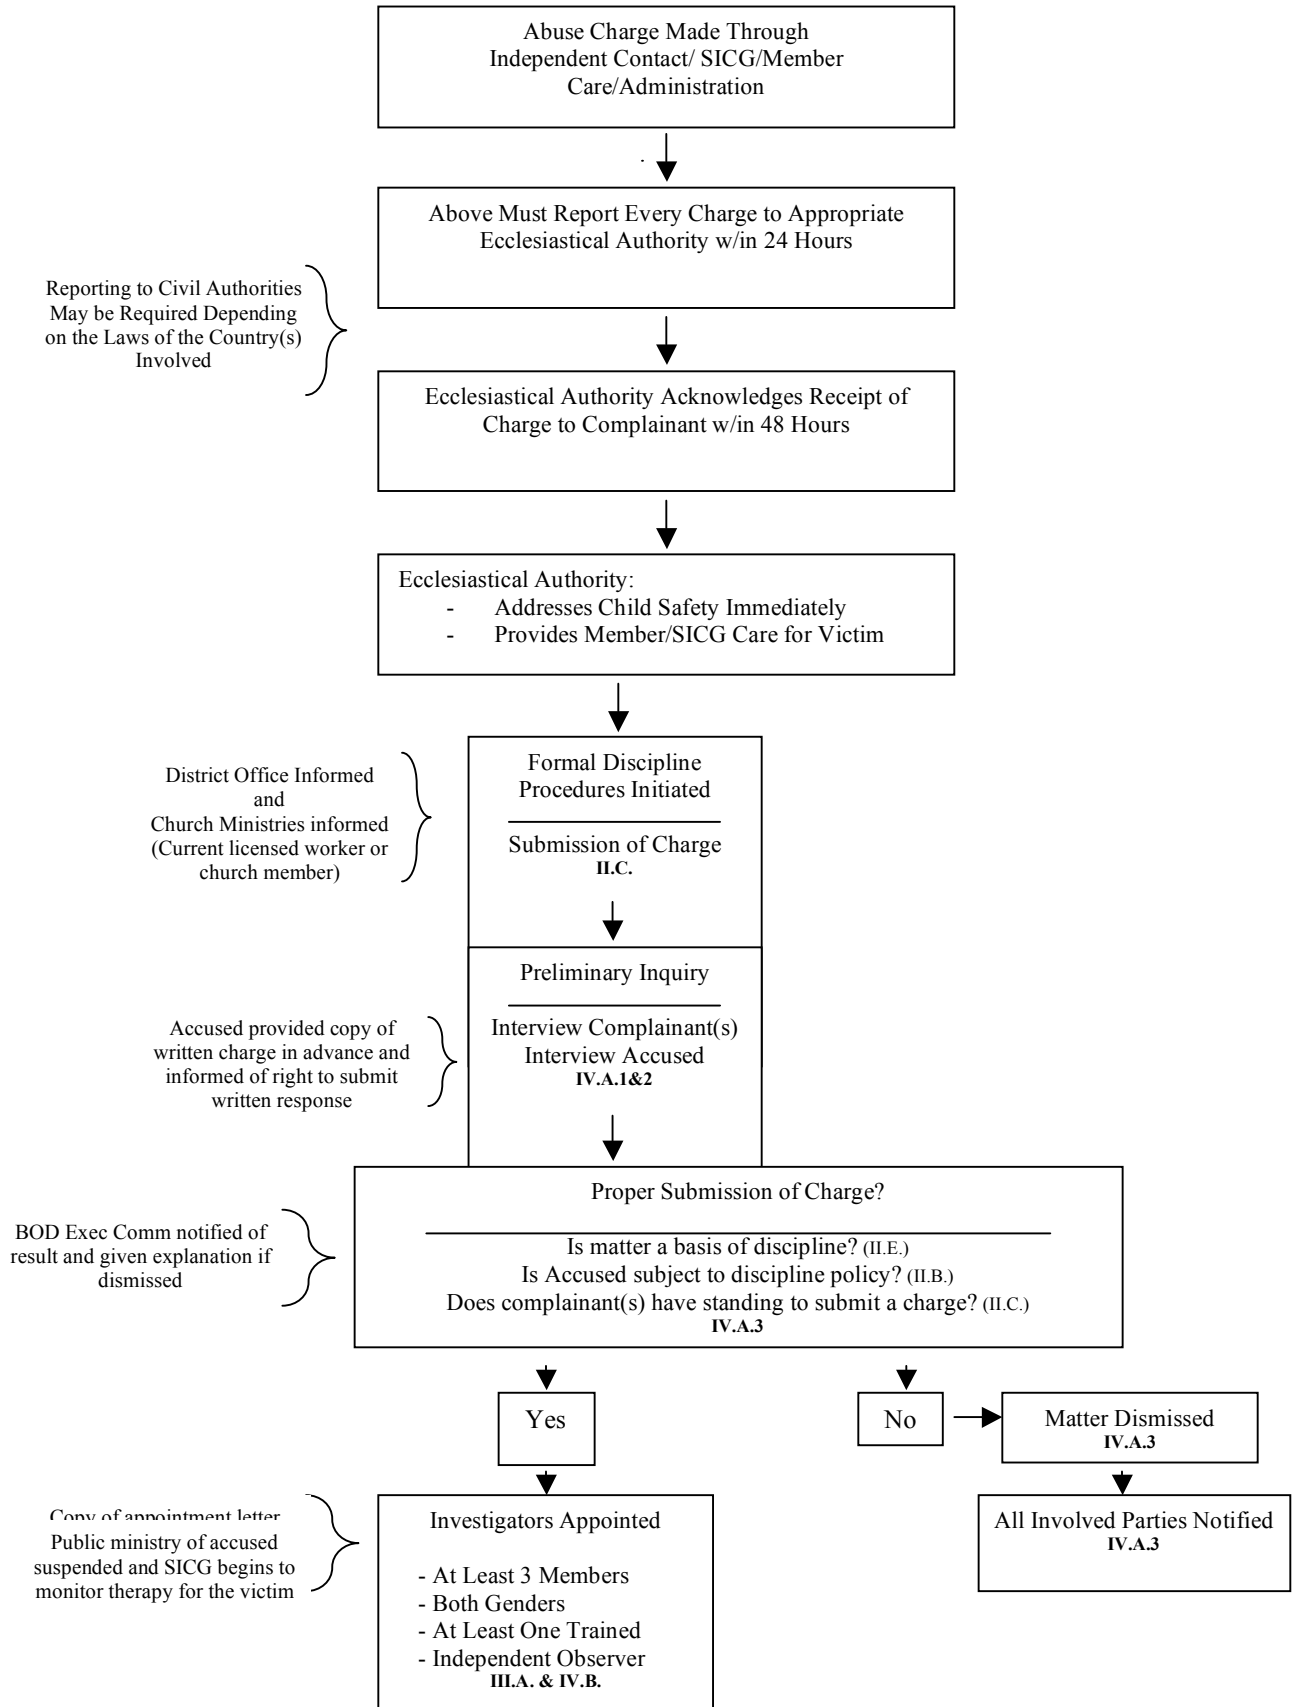 Abuse Charge Made Through
Independent Contact/ SICG/Member
Care/Administration
Above Must Report Every Charge to Appropriate
Ecclesiastical Authority w/in 24 Hours
Reporting to Civil Authorities
May be Required Depending
on the Laws of the Country(s)
Involved
Ecclesiastical Authority Acknowledges Receipt of
Charge to Complainant w/in 48 Hours
Ecclesiastical Authority:
- Addresses Child Safety Immediately
- Provides Member/SICG Care for Victim
District Office Informed
and
Church Ministries informed
(Current licensed worker or
church member)
Formal Discipline
Procedures Initiated
Submission of Charge
II.C.
Preliminary Inquiry
Interview Complainant(s)
Interview Accused
IV.A.1&2
Accused provided copy of
written charge in advance and
informed of right to submit
written response
Proper Submission of Charge?
Is matter a basis of discipline? (II.E.)
Is Accused subject to discipline policy? (II.B.)
Does complainant(s) have standing to submit a charge? (II.C.)
IV.A.3
BOD Exec Comm notified of
result and given explanation if
dismissed
Yes
No
Matter Dismissed
IV.A.3
All Involved Parties Notified
IV.A.3
Copy of appointment letter
Public ministry of accused
suspended and SICG begins to
monitor therapy for the victim
Investigators Appointed
- At Least 3 Members
- Both Genders
- At Least One Trained
- Independent Observer
III.A. & IV.B.